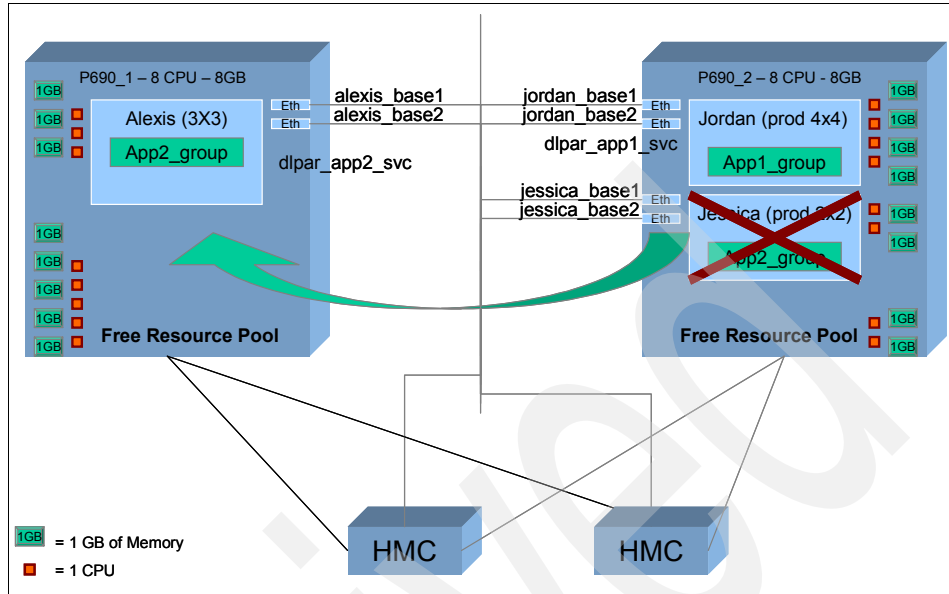 P690_1 – 8 CPU – 8GB
1GB
1GB
1GB
Alexis (3X3)
App2_group
Eth
Eth
alexis_base1
alexis_base2
dlpar_app2_svc
1GB
1GB
1GB
1GB
1GB
Free Resource Pool
P690_2 – 8 CPU - 8GB
jordan_base1
jordan_base2
dlpar_app1_svc
Eth
Eth
Jordan (prod 4x4)
App1_group
1GB
1GB
1GB
1GB
jessica_base1
jessica_base2
Eth
Eth
Jessica (prod 2x2)
App2_group
1GB
1GB
Free Resource Pool
1GB
1GB
HMC
HMC
1GB = 1 GB of Memory
= 1 CPU